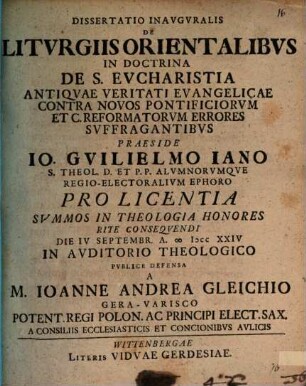 16
DISSERTATIO INAVGVRALIS
DE
LITVRGIIS ORIENTALIBVS
IN DOCTRINA
DE S. EVCHARISTIA
ANTIQVAE VERITATI EVANGELICAE
CONTRA NOVOS PONTIFICIORVM
ET C. REFORMATORVM ERRORES
SVFFRAGANTIBVS
PRAESIDE
IO. GVILIELMO IANO
S. THEOL. D. ET P. P. ALVMNORVMQVE
REGIO-ELECTORALIVM EPHORO
PRO LICENTIA
SVMMOS IN THEOLOGIA HONORES
RITE CONSEQVENDI
DIE IV SEPTEMBR. A. ∞ IƆCC XXIV
IN AVDITORIO THEOLOGICO
PVBLICE DEFENSA
A
M. IOANNE ANDREA GLEICHIO
GERA-VARISCO
POTENT. REGI POLON. AC PRINCIPI ELECT. SAX.
A CONSILIIS ECCLESIASTICIS ET CONCIONIBVS AVLICIS
WITTENBERGAE
LITERIS VIDVAE GERDESIAE.